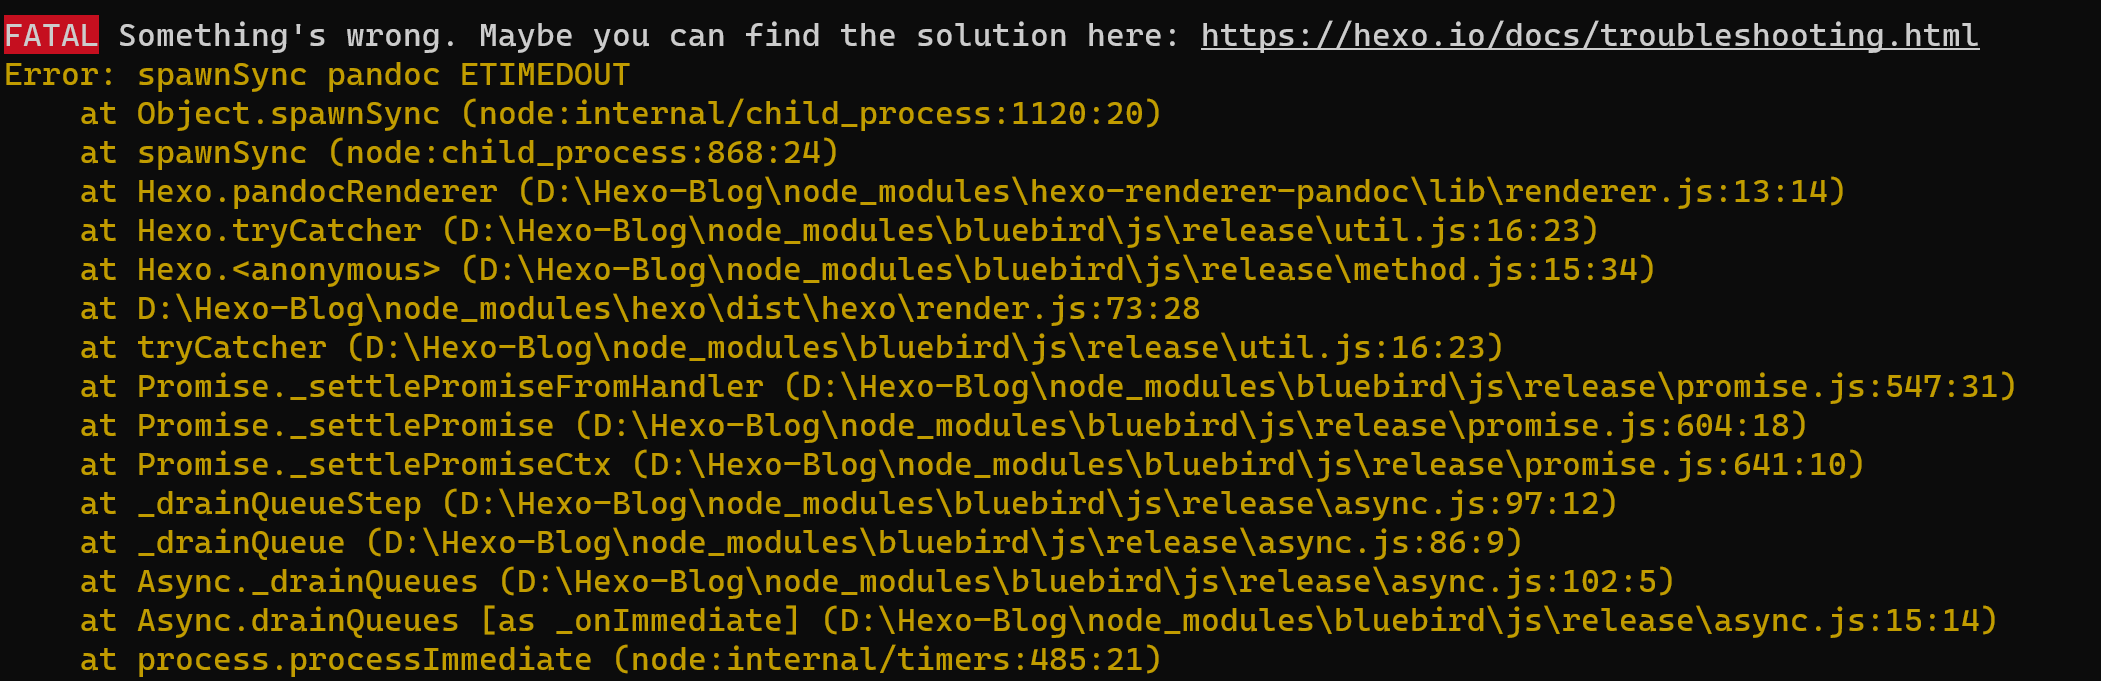 FATAL Something's wrong. Maybe you can find the solution here: https://hexo.io/docs/troubleshooting.html
Error: spawnSync pandoc ETIMEDOUT
    at Object.spawnSync (node:internal/child_process:1120:20)
    at spawnSync (node:child_process:868:24)
    at Hexo.pandocRenderer (D:\Hexo-Blog\node_modules\hexo-renderer-pandoc\lib\renderer.js:13:14)
    at Hexo.tryCatcher (D:\Hexo-Blog\node_modules\bluebird\js\release\util.js:16:23)
    at Hexo.<anonymous> (D:\Hexo-Blog\node_modules\bluebird\js\release\method.js:15:34)
    at D:\Hexo-Blog\node_modules\hexo\dist\hexo\render.js:73:28
    at tryCatcher (D:\Hexo-Blog\node_modules\bluebird\js\release\util.js:16:23)
    at Promise._settlePromiseFromHandler (D:\Hexo-Blog\node_modules\bluebird\js\release\promise.js:547:31)
    at Promise._settlePromise (D:\Hexo-Blog\node_modules\bluebird\js\release\promise.js:604:18)
    at Promise._settlePromiseCtx (D:\Hexo-Blog\node_modules\bluebird\js\release\promise.js:641:10)
    at _drainQueueStep (D:\Hexo-Blog\node_modules\bluebird\js\release\async.js:97:12)
    at _drainQueue (D:\Hexo-Blog\node_modules\bluebird\js\release\async.js:86:9)
    at Async._drainQueues (D:\Hexo-Blog\node_modules\bluebird\js\release\async.js:102:5)
    at Async.drainQueues [as _onImmediate] (D:\Hexo-Blog\node_modules\bluebird\js\release\async.js:15:14)
    at process.processImmediate (node:internal/timers:485:21)